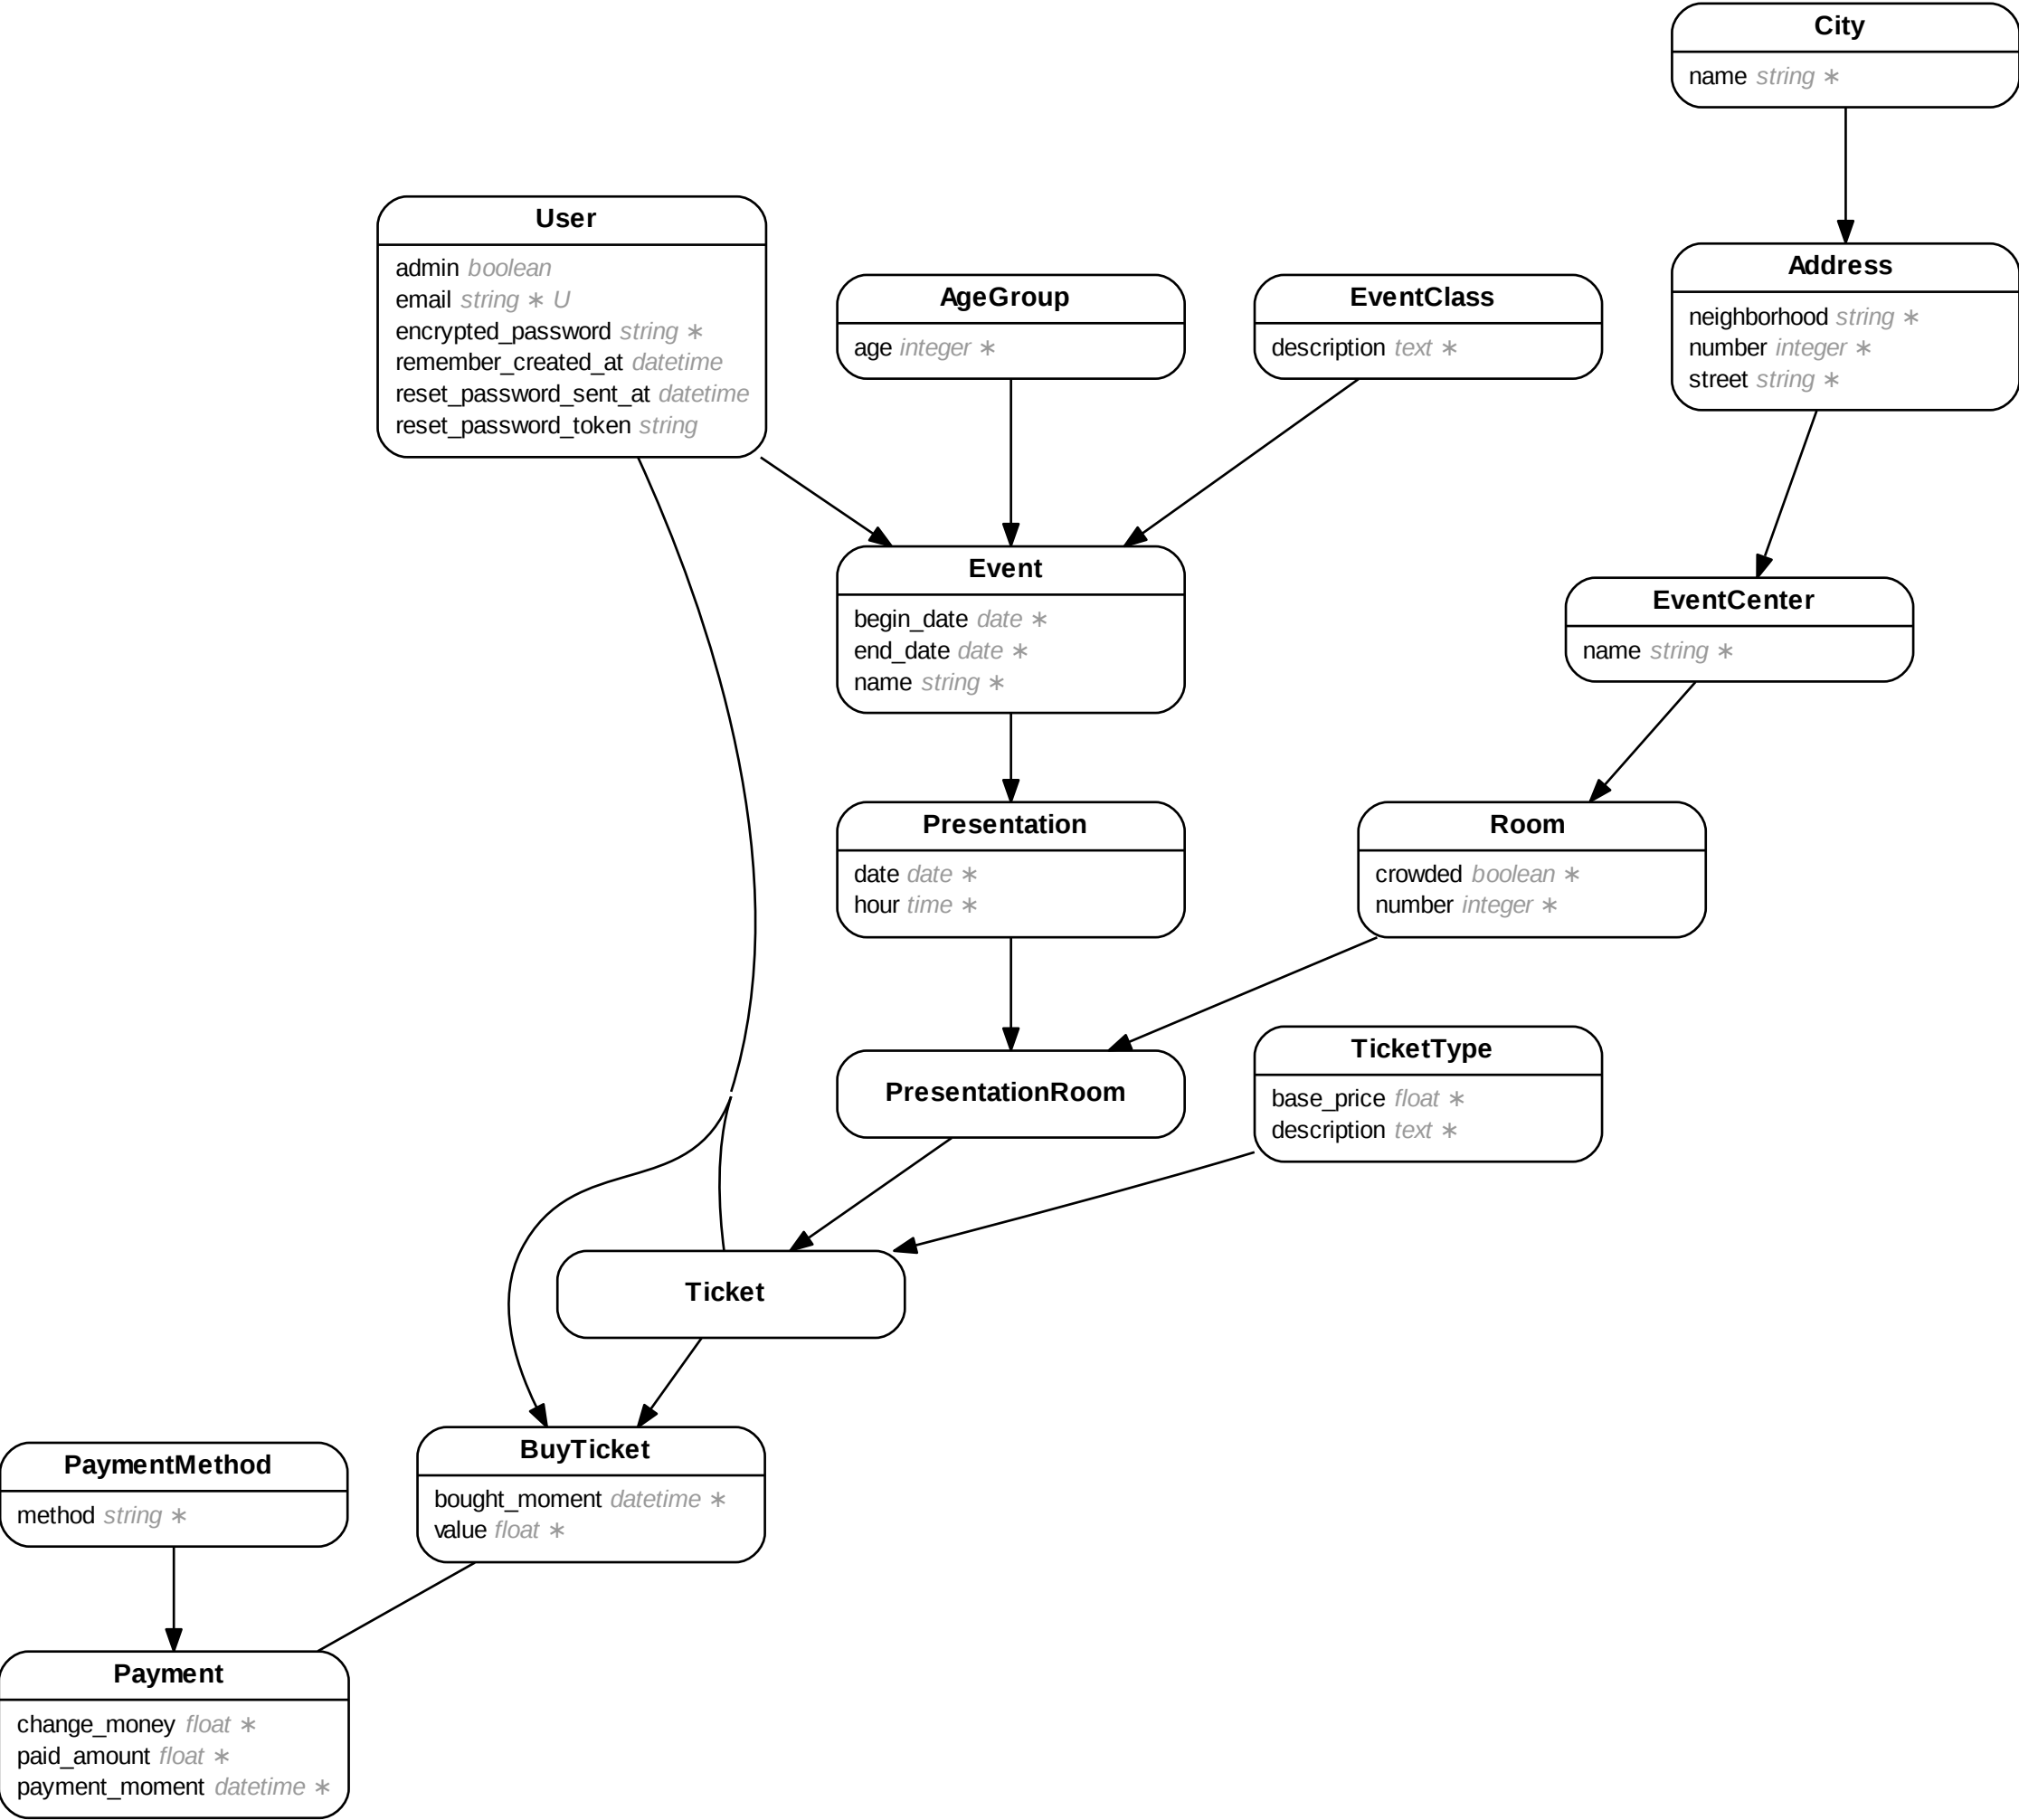 City
name string ∗
User
admin boolean
email string ∗ U
encrypted_password string ∗
remember_created_at datetime
reset_password_sent_at datetime
reset_password_token string
AgeGroup
age integer ∗
EventClass
description text ∗
Address
neighborhood string ∗
number integer ∗
street string ∗
Event
begin_date date ∗
end_date date ∗
name string ∗
EventCenter
name string ∗
Presentation
date date ∗
hour time ∗
Room
crowded boolean ∗
number integer ∗
PresentationRoom
TicketType
base_price float ∗
description text ∗
Ticket
BuyTicket
bought_moment datetime ∗
value float ∗
PaymentMethod
method string ∗
Payment
change_money float ∗
paid_amount float ∗
payment_moment datetime ∗